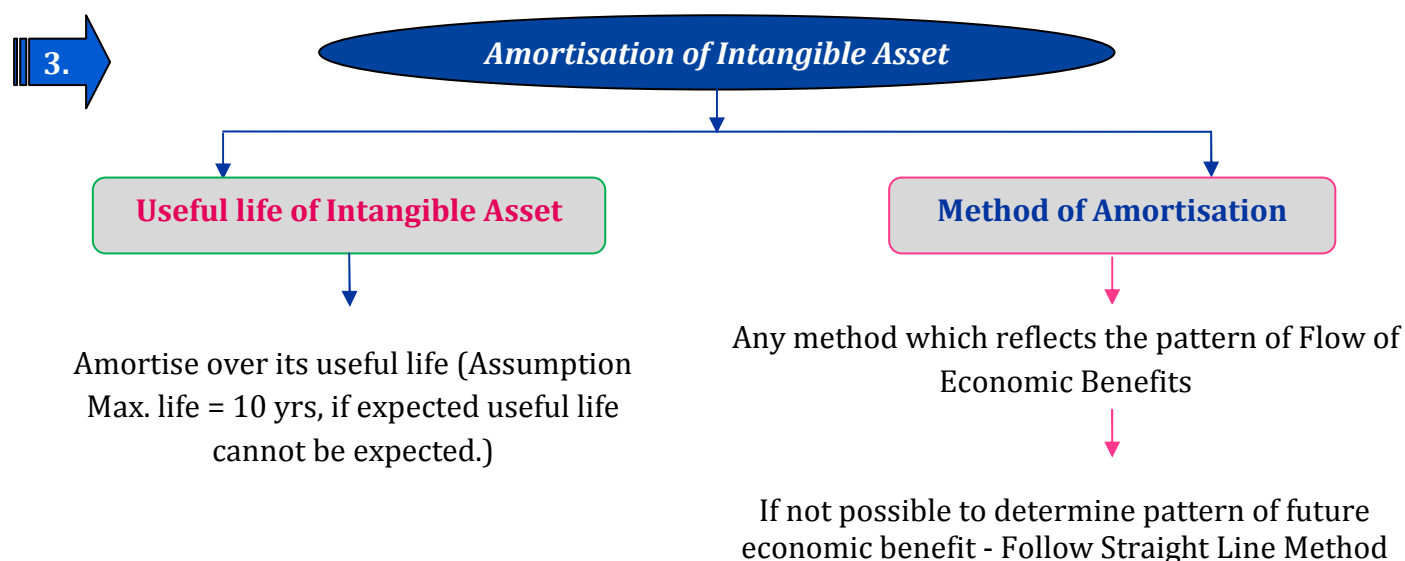 3.
Amortisation of Intangible Asset
Useful life of Intangible Asset
Amortise over its useful life (Assumption
Max. life = 10 yrs, if expected useful life
cannot be expected.)
Method of Amortisation
Any method which reflects the pattern of Flow of
Economic Benefits
If not possible to determine pattern of future
economic benefit - Follow Straight Line Method